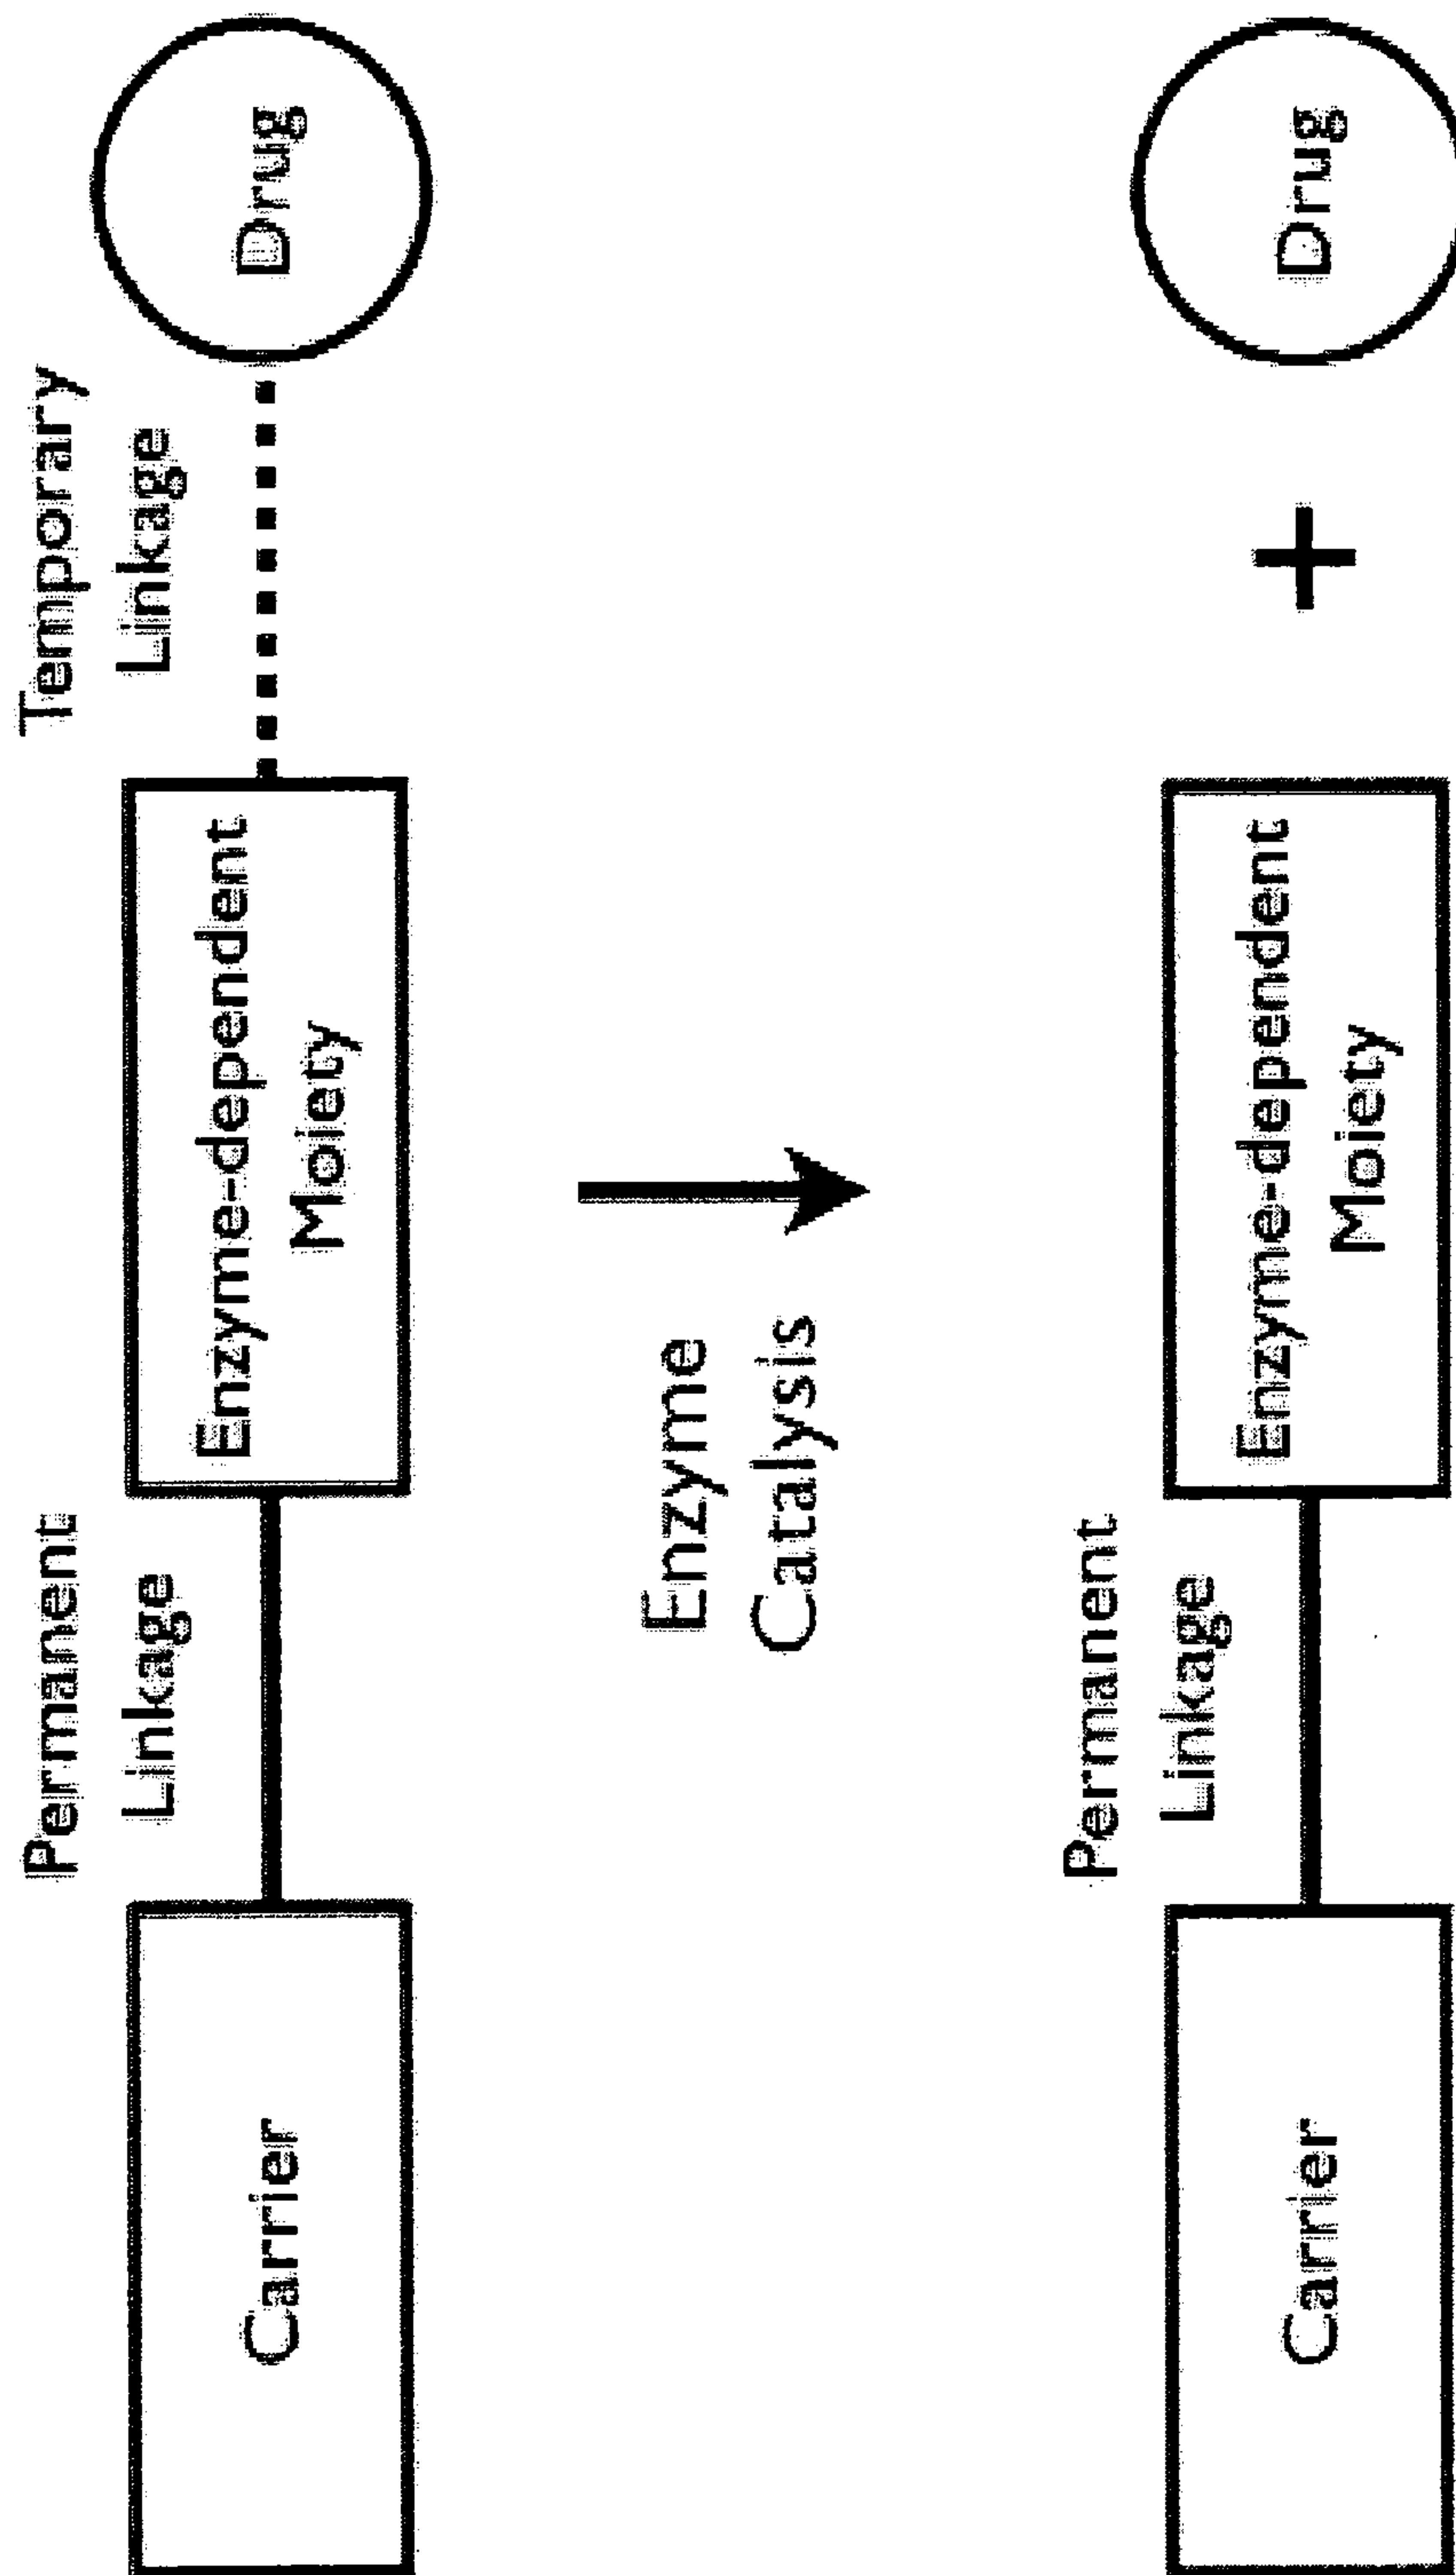 Permanent
Linkage
Temporary
Linkage
Carrier
Enzyme-dependent
Moiety
Drug
Enzyme
Catalysis
Permanent
Linkage
Carrier
Enzyme-dependent
Moiety
+
Drug